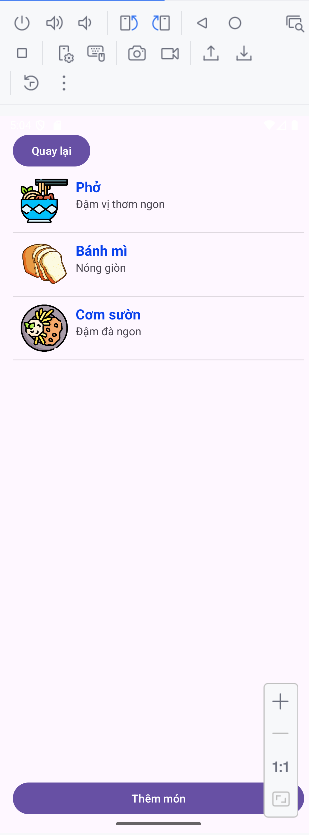 Quay lại
Phở
Đậm vị thơm ngon
Bánh mì
Nóng giòn
Cơm sườn
Đậm đà ngon
1:1
Thêm món